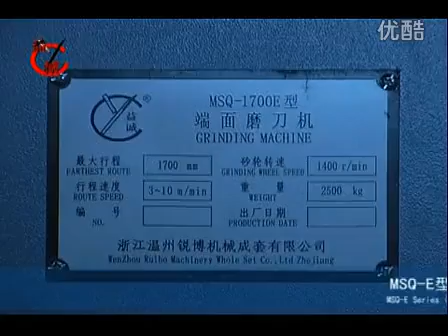 优酷
益诚
MSQ-1700E型
端面磨刀机
GRINDING MACHINE
益诚
®
最大行程 1700 mm 砂轮转速 1400 r/min
FARTHEST ROUTE GRINDING WHEEL SPEED
行程速度 3~10 m/min 重量 2500 kg
ROUTE SPEED WEIGHT
编号 出厂日期
NO. PRODUCTION DATE
浙江温州锐博机械成套有限公司
WenZhou Ruibo Machinery Whole Set Co.,Ltd Zhejiang
MSQ-E型
MSQ-E Series